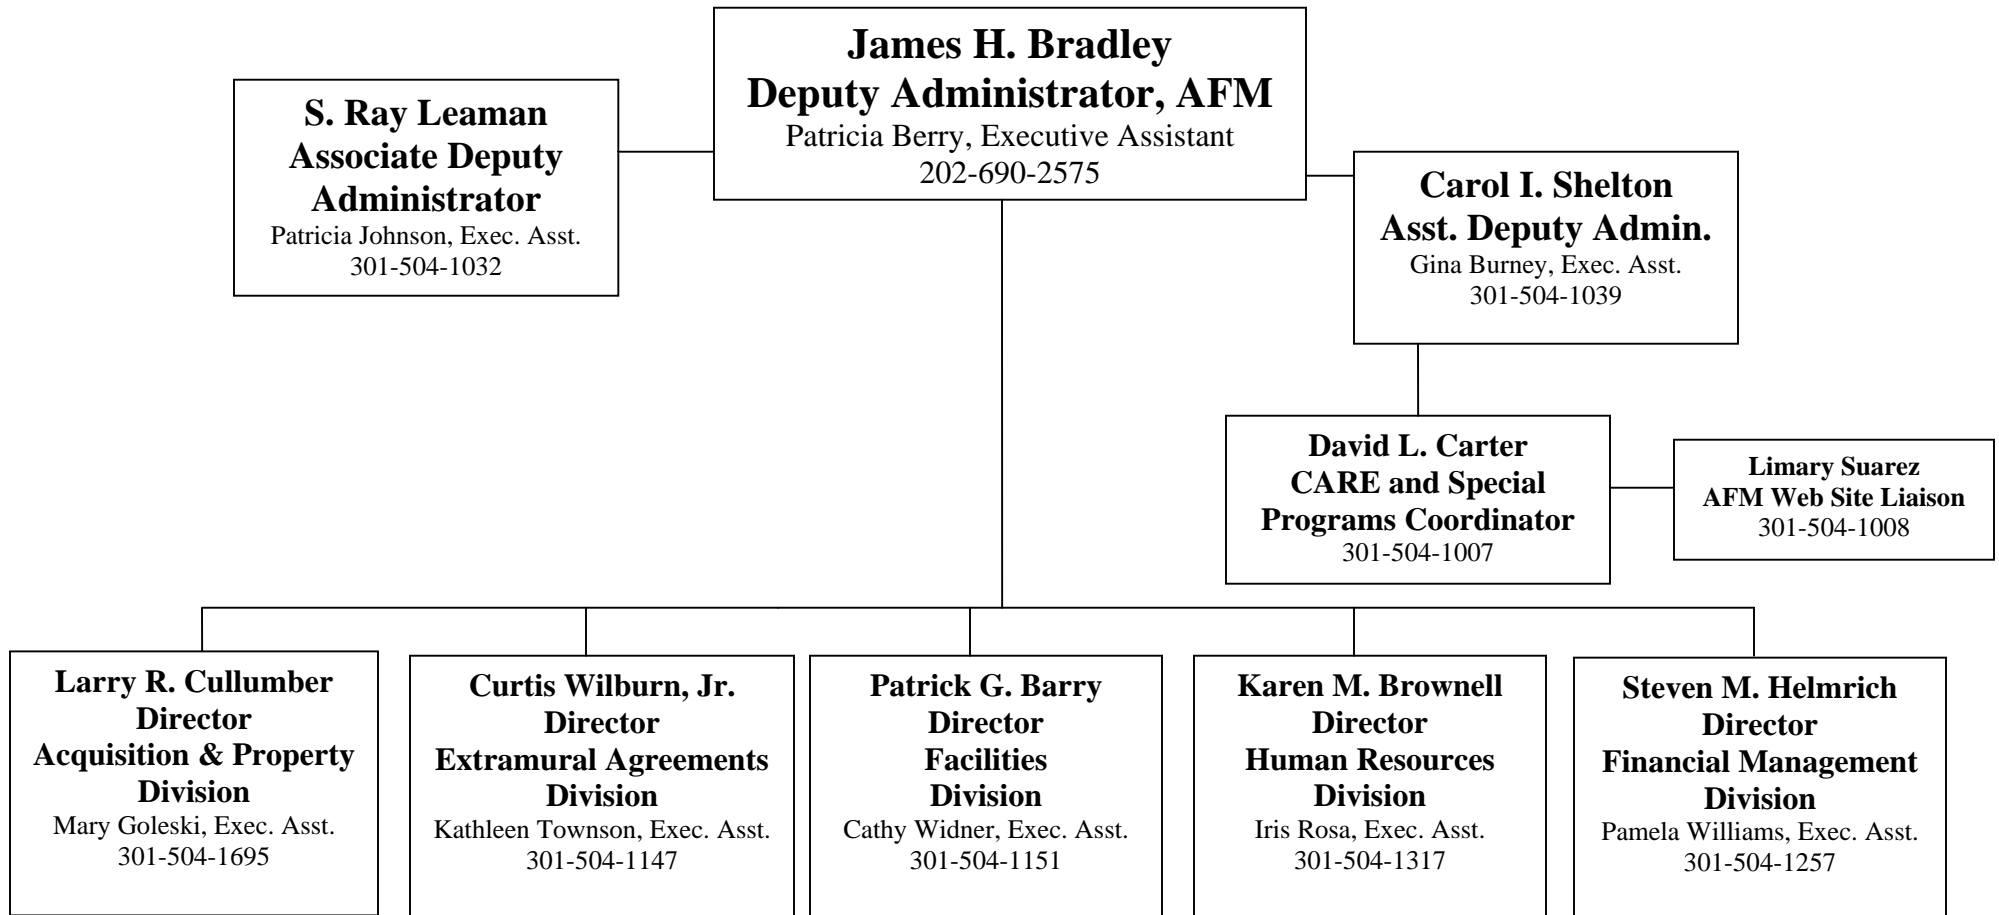 James H. Bradley
Deputy Administrator, AFM
Patricia Berry, Executive Assistant
202-690-2575
S. Ray Leaman
Associate Deputy
Administrator
Patricia Johnson, Exec. Asst.
301-504-1032
Carol I. Shelton
Asst. Deputy Admin.
Gina Burney, Exec. Asst.
301-504-1039
David L. Carter
CARE and Special
Programs Coordinator
301-504-1007
Limary Suarez
AFM Web Site Liaison
301-504-1008
Larry R. Cullumber
Director
Acquisition & Property
Division
Mary Goleski, Exec. Asst.
301-504-1695
Curtis Wilburn, Jr.
Director
Extramural Agreements
Division
Kathleen Townson, Exec. Asst.
301-504-1147
Patrick G. Barry
Director
Facilities
Division
Cathy Widner, Exec. Asst.
301-504-1151
Karen M. Brownell
Director
Human Resources
Division
Iris Rosa, Exec. Asst.
301-504-1317
Steven M. Helmrich
Director
Financial Management
Division
Pamela Williams, Exec. Asst.
301-504-1257